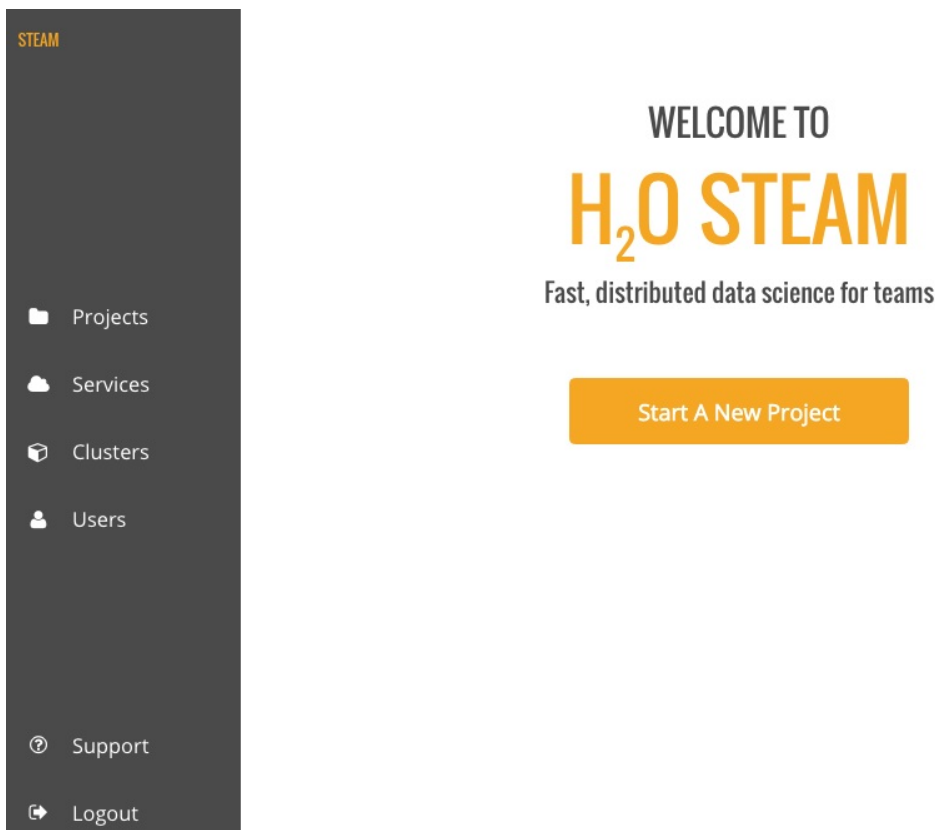 STEAM
Projects
Services
Clusters
Users
Support
Logout
WELCOME TO
H₂O STEAM
Fast, distributed data science for teams
Start A New Project